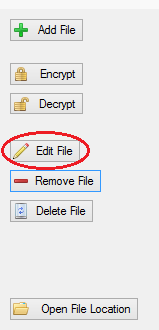 Add File
Encrypt
Decrypt
Edit File
Remove File
Delete File
Open File Location